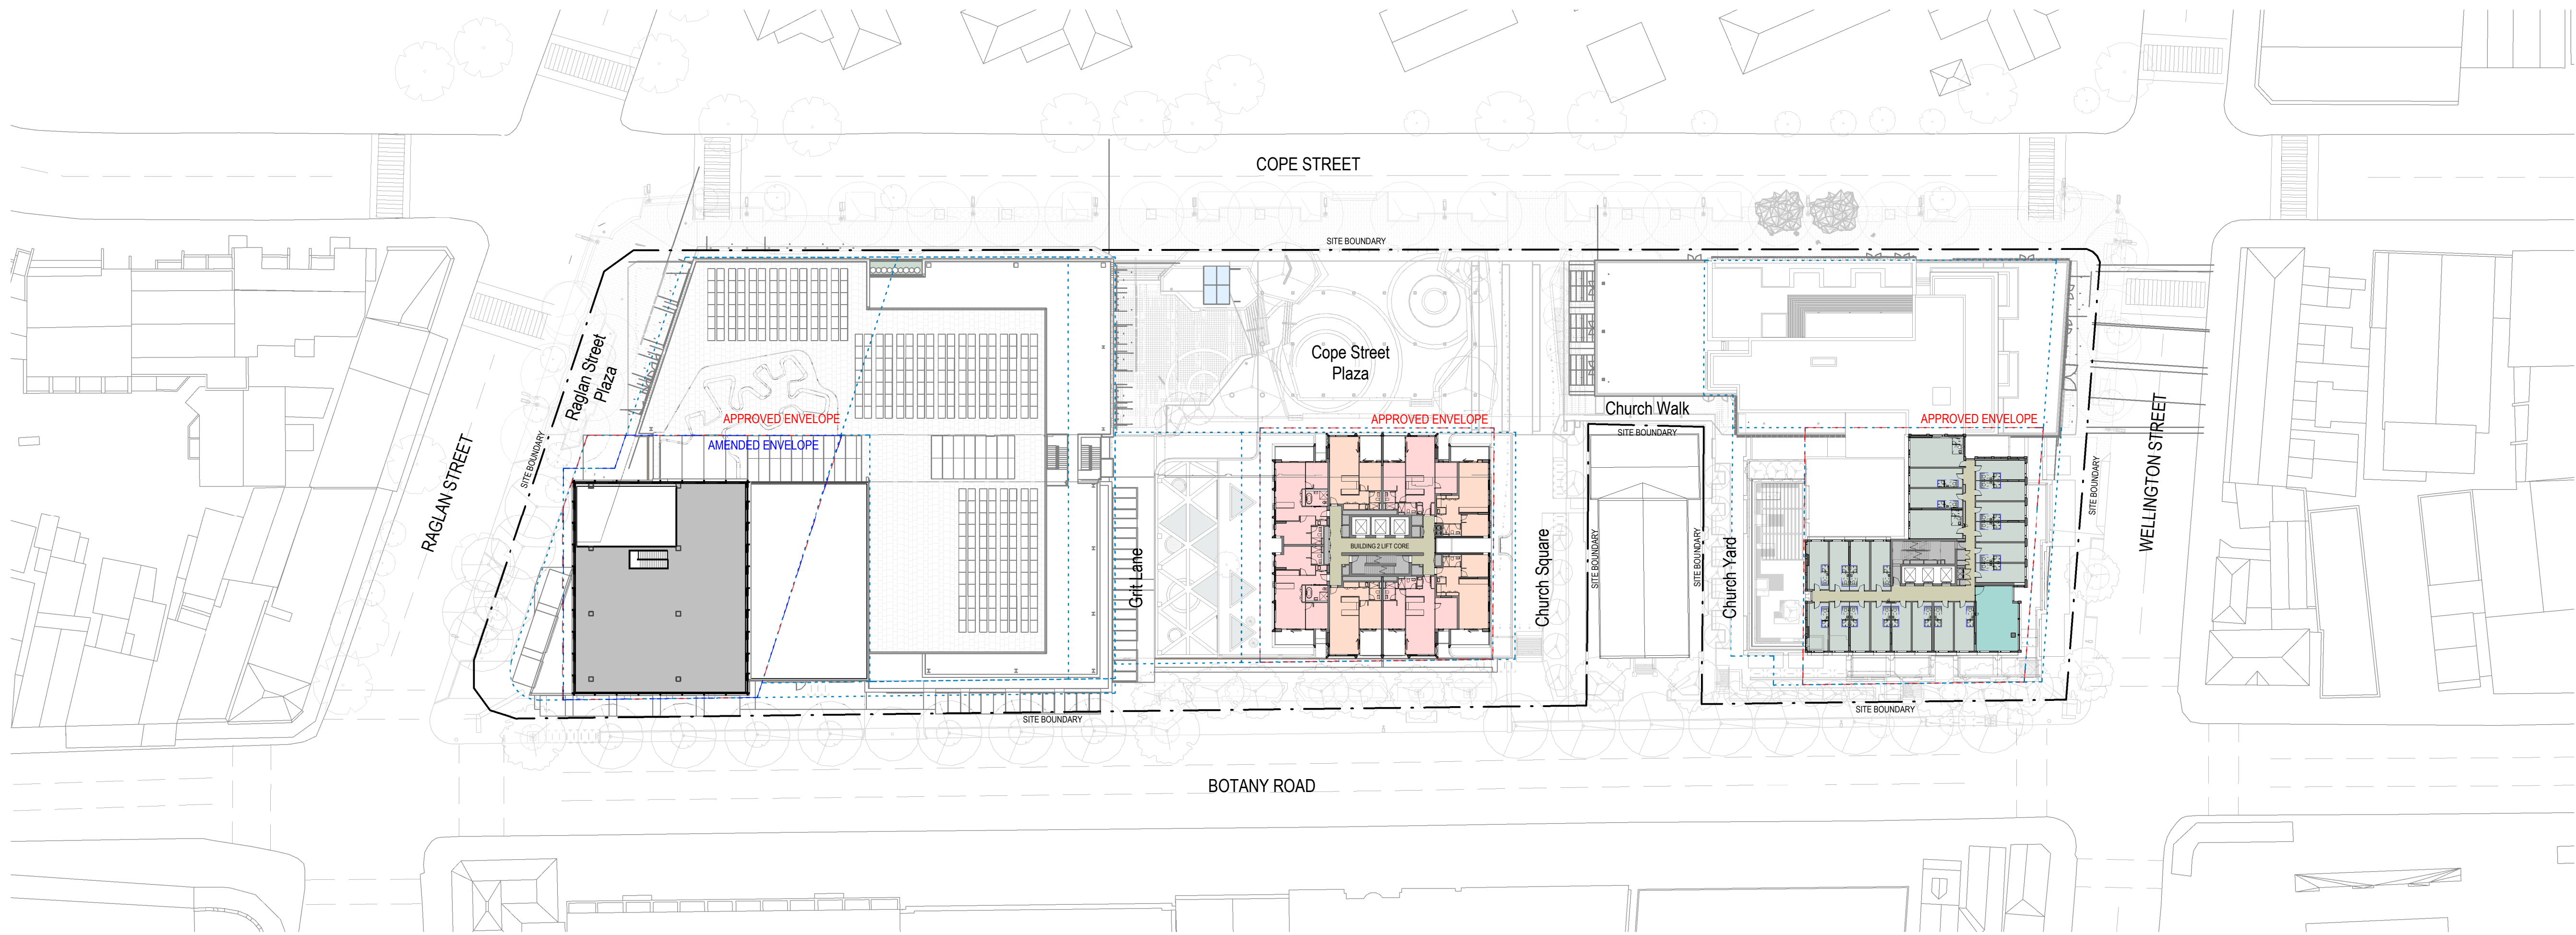 COPE STREET
SITE BOUNDARY
Raglan Street
Plaza
Cope Street
Plaza
Church Walk
APPROVED ENVELOPE
APPROVED ENVELOPE
APPROVED ENVELOPE
AMENDED ENVELOPE
SITE BOUNDARY
SITE BOUNDARY
RAGLAN STREET
WELLINGTON STREET
SITE BOUNDARY
BUILDING 2 LIFT CORE
Grit Lane
Church Square
SITE BOUNDARY
SITE BOUNDARY
Church Yard
SITE BOUNDARY
SITE BOUNDARY
BOTANY ROAD